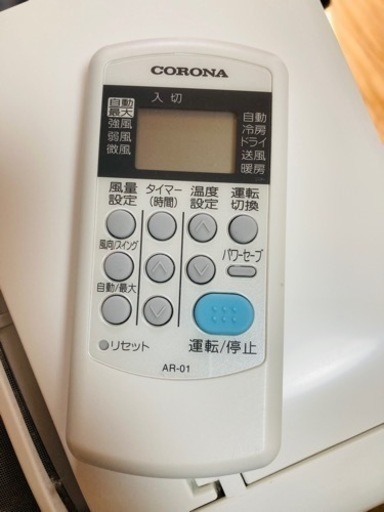 CORONA
入 切
自動
最大
強風
弱風
微風
自動
冷房
ドライ
送風
暖房
風量
設定
タイマー
(時間)
温度
設定
運転
切換
風向/スイング
パワーセーブ
自動/最大
リセット
運転/停止
AR-01